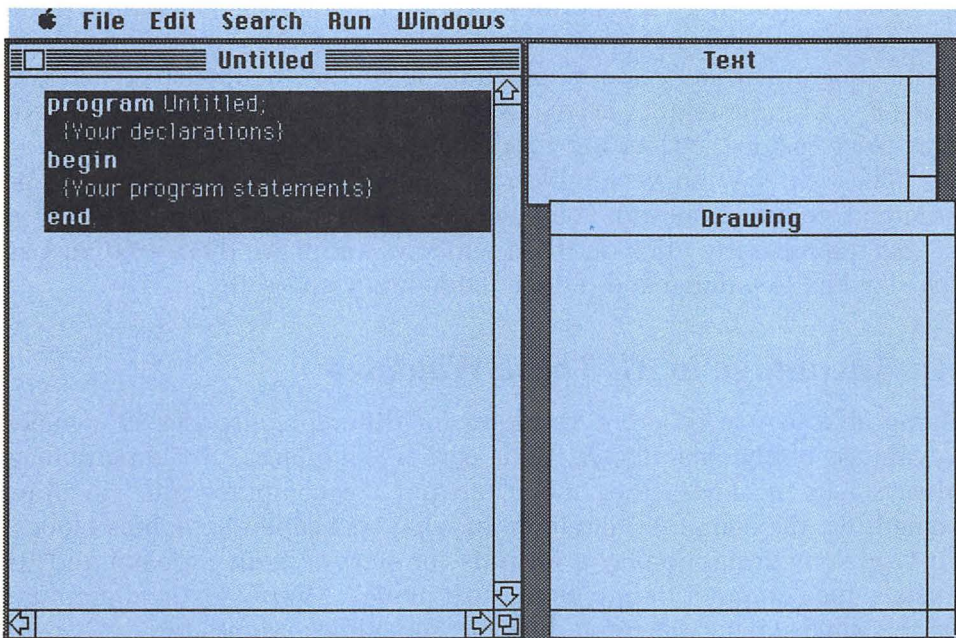 File Edit Search Run Windows
Untitled
program Untitled;
{Your declarations}
begin
{Your program statements}
end
Text
Drawing